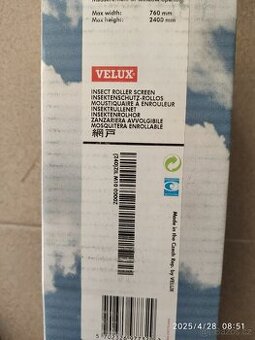 Max width: 760 mm
Max height: 2400 mm
VELUX
INSECT ROLLER SCREEN
INSEKTENSCHUTZ-ROLLOS
MOUSTIQUAIRE A ENROULEUR
INSEKTRULLENET
INSEKTENROLHOR
ZANZARIERA AVVOLGIBILE
MOSQUITERA ENROLLABLE
網戸
Made in
the Czech Rep. by VELUX
2025/4/28 08:51